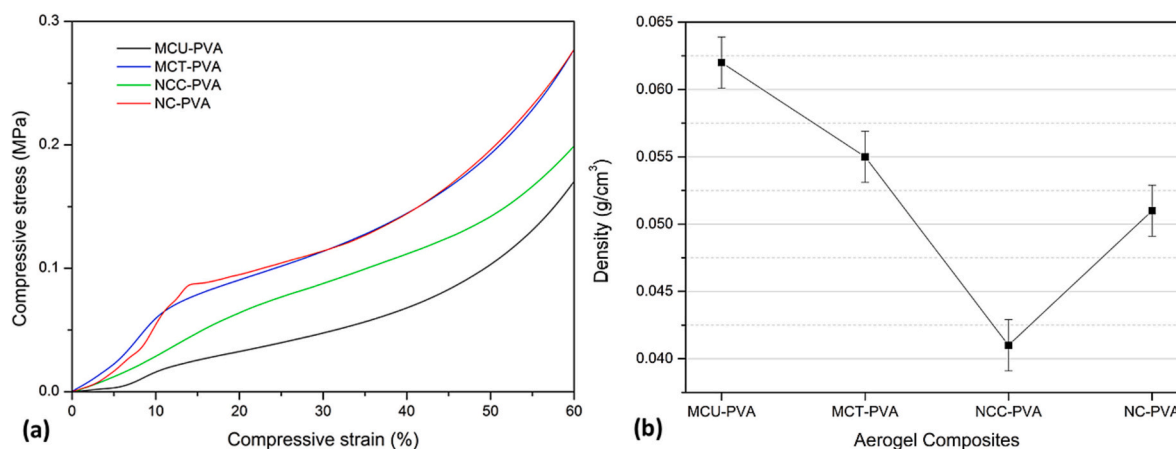 0.3
0.2
0.1
0.0
Compressive stress (MPa)
MCU-PVA
MCT-PVA
NCC-PVA
NC-PVA
0 10 20 30 40 50 60
Compressive strain (%)
(a)
0.065
0.060
0.055
0.050
0.045
0.040
Density (g/cm³)
MCU-PVA MCT-PVA NCC-PVA NC-PVA
Aerogel Composites
(b)